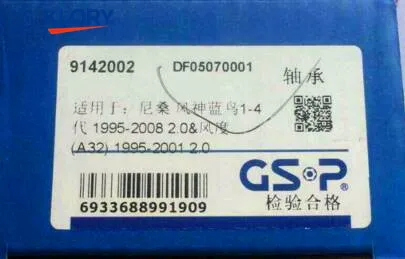 9142002 DF05070001 轴承
适用于：尼桑 风神蓝鸟1-4
代 1995-2008 2.0&风度
(A32) 1995-2001 2.0
GSP®
6933688991909 检验合格